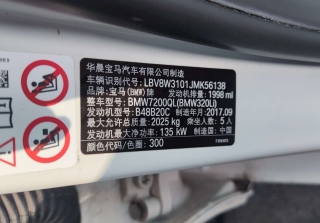 华晨宝马汽车有限公司制造
车辆识别代号: LBV8W3101JMK56138
品牌: 宝马(BMW)牌 发动机排量: 1998 ml
整车型号: BMW7200QL(BMW320Li)
发动机型号: B48B20C 制造年月: 2017.09
最大允许总质量: 2025 kg 乘坐人数: 5 人
发动机最大净功率: 135 kW 制造国: 中国
颜色代码/色彩: 300